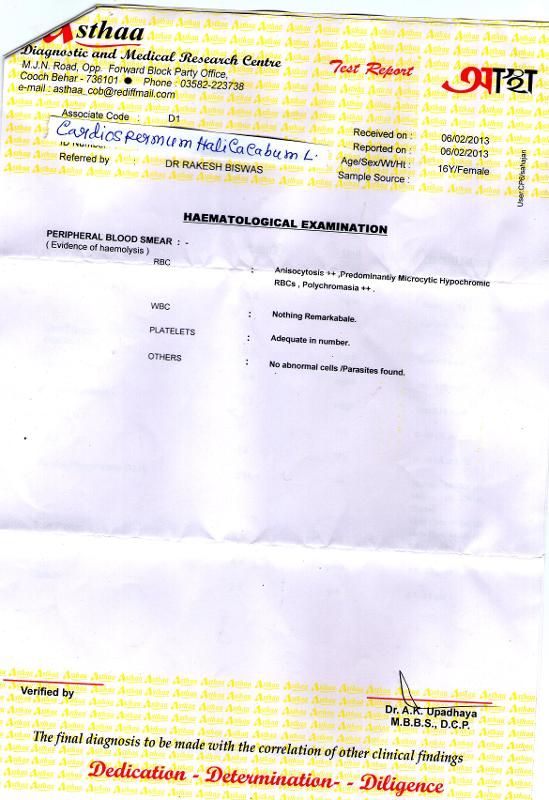 Asthaa
Diagnostic and Medical Research Centre
M.J.N. Road, Opp. Forward Block Party Office,
Cooch Behar - 736101 ● Phone : 03582-223738
e-mail : asthaa_cob@rediffmail.com
Test Report
আস্থা
Associate Code : D1
Cardiospermum Halicacabum L.
ID Number
Referred by : DR RAKESH BISWAS
Received on : 06/02/2013
Reported on : 06/02/2013
Age/Sex/Wt/Ht : 16Y/Female
Sample Source :
User:CP6/sahajan
HAEMATOLOGICAL EXAMINATION
PERIPHERAL BLOOD SMEAR : -
( Evidence of haemolysis )
RBC : Anisocytosis ++ ,Predominantiy Microcytic Hypochromic
RBCs , Polychromasia ++ .
WBC : Nothing Remarkabale.
PLATELETS : Adequate in number.
OTHERS : No abnormal cells /Parasites found.
Verified by
Dr. A.K. Upadhaya
M.B.B.S., D.C.P.
The final diagnosis to be made with the correlation of other clinical findings
Dedication - Determination- - Diligence